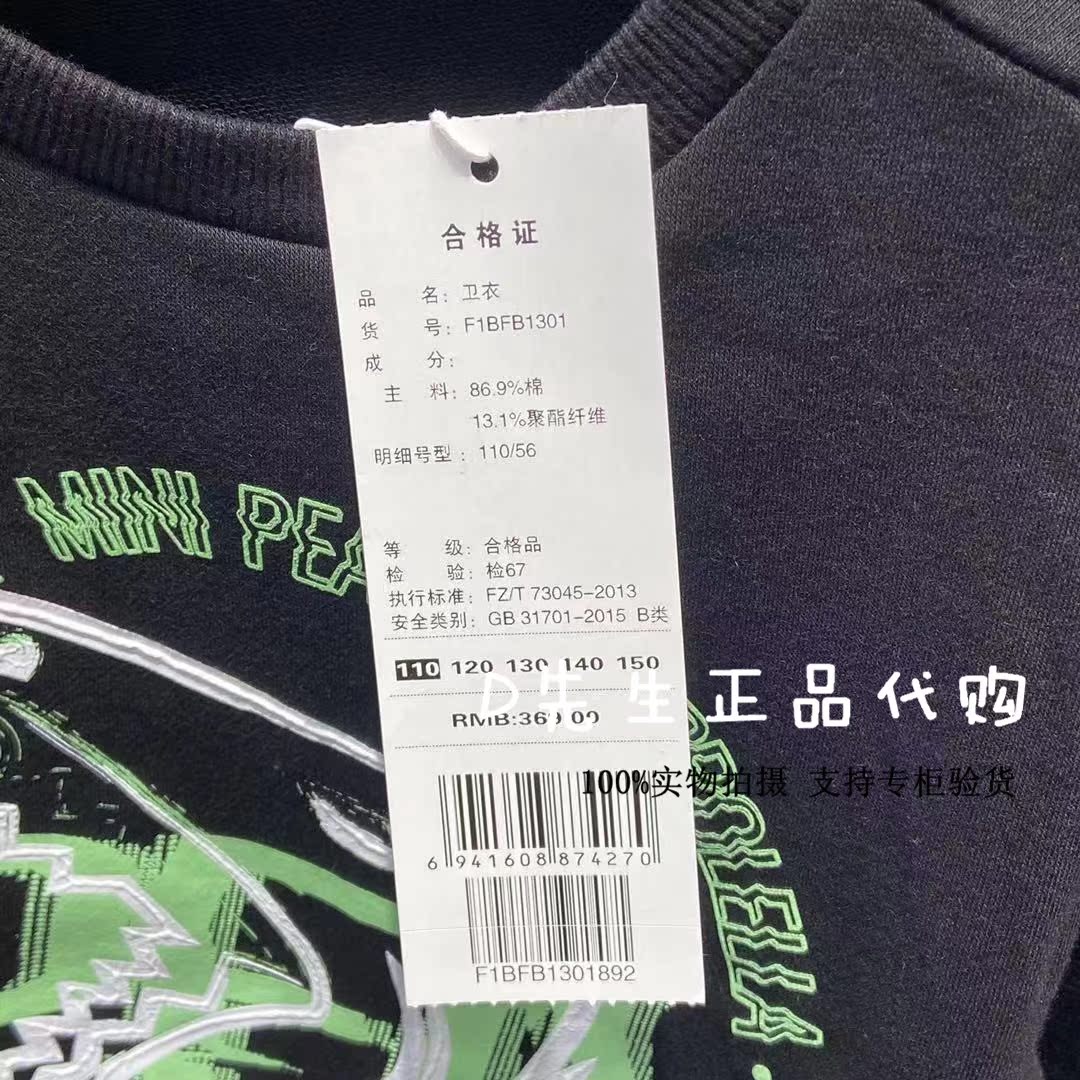 合格证
品 名：卫衣
货 号：F1BFB1301
成 分：
主 料：86.9%棉
13.1%聚酯纤维
明细号型：110/56
MINI PEA
等 级：合格品
检 验：检67
执行标准：FZ/T 73045-2013
安全类别：GB 31701-2015 B类
110 120 130 140 150
D先生正品代购
RMB:369.00
100%实物拍摄 支持专柜验货
6 941608 874270
F1BFB1301892